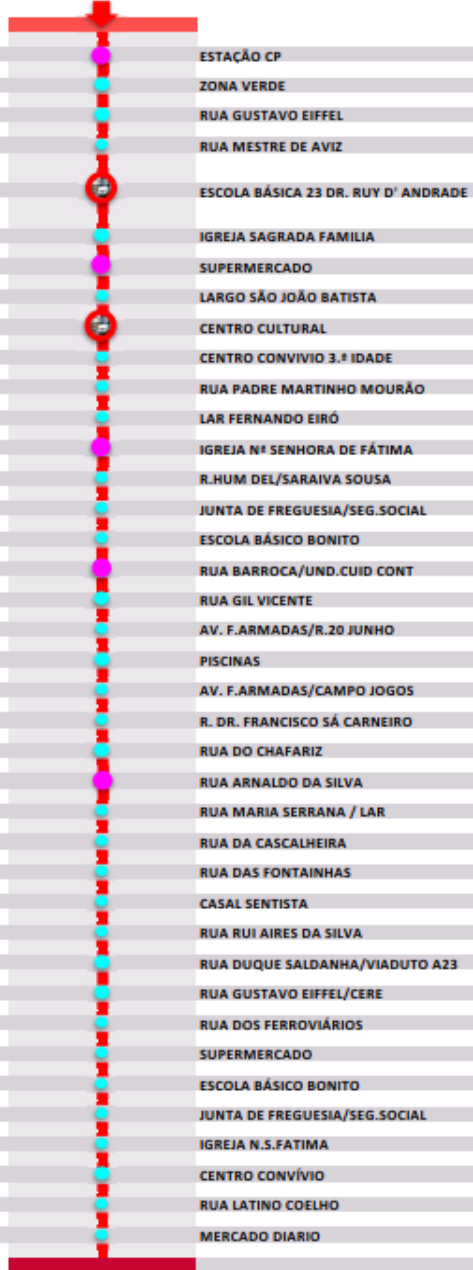 ESTAÇÃO CP
ZONA VERDE
RUA GUSTAVO EIFFEL
RUA MESTRE DE AVIZ
ESCOLA BÁSICA 23 DR. RUY D' ANDRADE
IGREJA SAGRADA FAMILIA
SUPERMERCADO
LARGO SÃO JOÃO BATISTA
CENTRO CULTURAL
CENTRO CONVIVIO 3.ª IDADE
RUA PADRE MARTINHO MOURÃO
LAR FERNANDO EIRÓ
IGREJA Nª SENHORA DE FÁTIMA
R.HUM DEL/SARAIVA SOUSA
JUNTA DE FREGUESIA/SEG.SOCIAL
ESCOLA BÁSICO BONITO
RUA BARROCA/UND.CUID CONT
RUA GIL VICENTE
AV. F.ARMADAS/R.20 JUNHO
PISCINAS
AV. F.ARMADAS/CAMPO JOGOS
R. DR. FRANCISCO SÁ CARNEIRO
RUA DO CHAFARIZ
RUA ARNALDO DA SILVA
RUA MARIA SERRANA / LAR
RUA DA CASCALHEIRA
RUA DAS FONTAINHAS
CASAL SENTISTA
RUA RUI AIRES DA SILVA
RUA DUQUE SALDANHA/VIADUTO A23
RUA GUSTAVO EIFFEL/CERE
RUA DOS FERROVIÁRIOS
SUPERMERCADO
ESCOLA BÁSICO BONITO
JUNTA DE FREGUESIA/SEG.SOCIAL
IGREJA N.S.FATIMA
CENTRO CONVÍVIO
RUA LATINO COELHO
MERCADO DIARIO